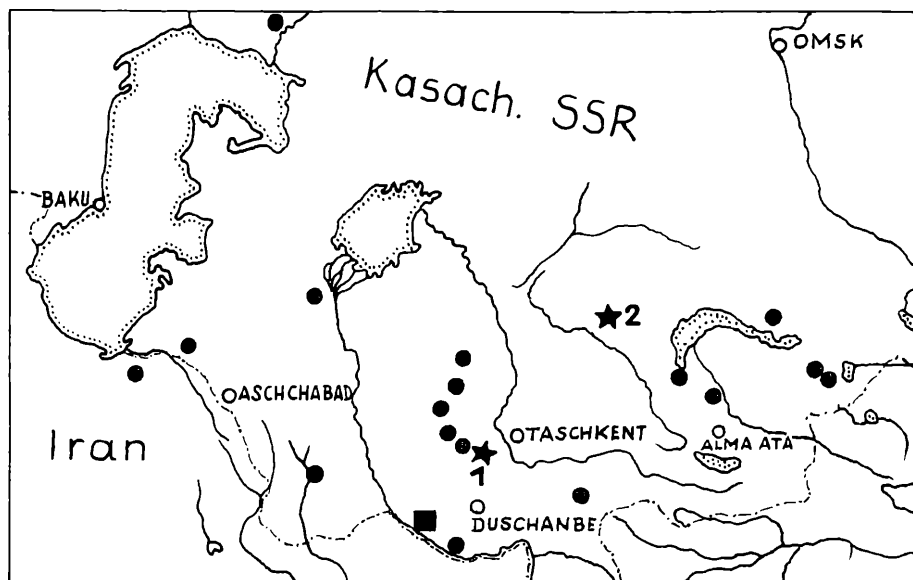 OMSK
Kasach. SSR
BAKU
2
ASCHCHABAD
TASCHKENT
ALMA ATA
Iran
1
DUSCHANBE